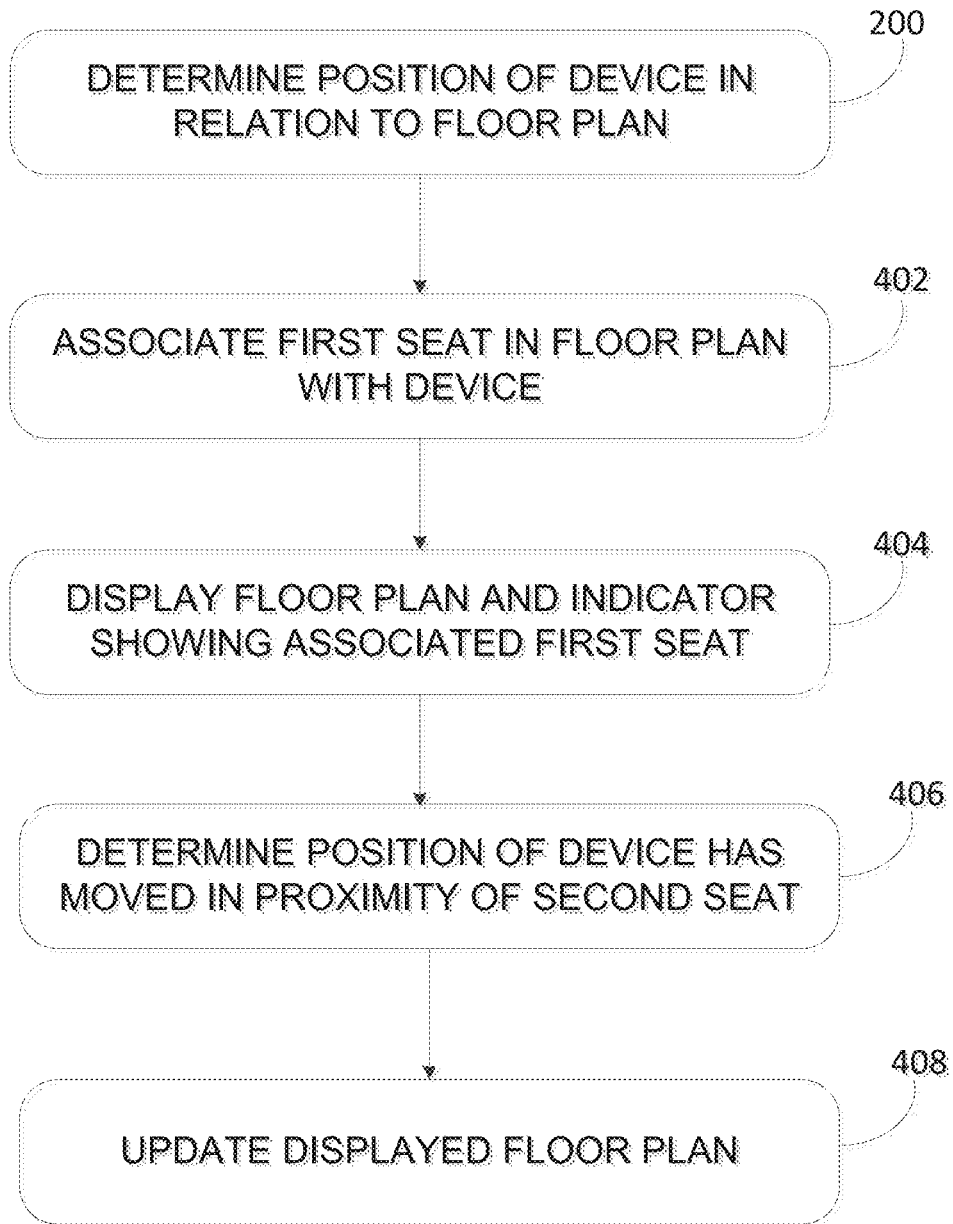 200
DETERMINE POSITION OF DEVICE IN
RELATION TO FLOOR PLAN
402
ASSOCIATE FIRST SEAT IN FLOOR PLAN
WITH DEVICE
404
DISPLAY FLOOR PLAN AND INDICATOR
SHOWING ASSOCIATED FIRST SEAT
406
DETERMINE POSITION OF DEVICE HAS
MOVED IN PROXIMITY OF SECOND SEAT
408
UPDATE DISPLAYED FLOOR PLAN